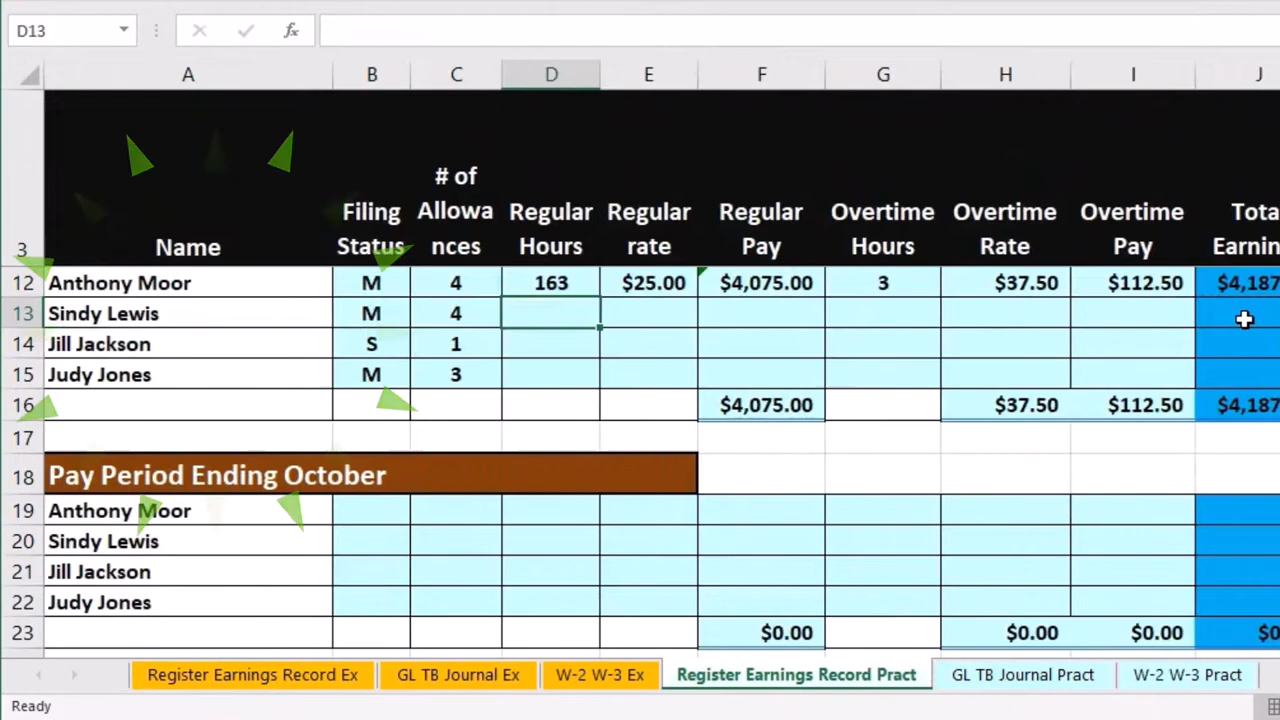 D13 fx
A B C D E F G H I J
3 Name Filing Status # of Allowa nces Regular Hours Regular rate Regular Pay Overtime Hours Overtime Rate Overtime Pay Tota Earnin
12 Anthony Moor M 4 163 $25.00 $4,075.00 3 $37.50 $112.50 $4,187
13 Sindy Lewis M 4
14 Jill Jackson S 1
15 Judy Jones M 3
16 $4,075.00 $37.50 $112.50 $4,187
17
18 Pay Period Ending October
19 Anthony Moor
20 Sindy Lewis
21 Jill Jackson
22 Judy Jones
23 $0.00 $0.00 $0.00 $0
Register Earnings Record Ex GL TB Journal Ex W-2 W-3 Ex Register Earnings Record Pract GL TB Journal Pract W-2 W-3 Pract
Ready